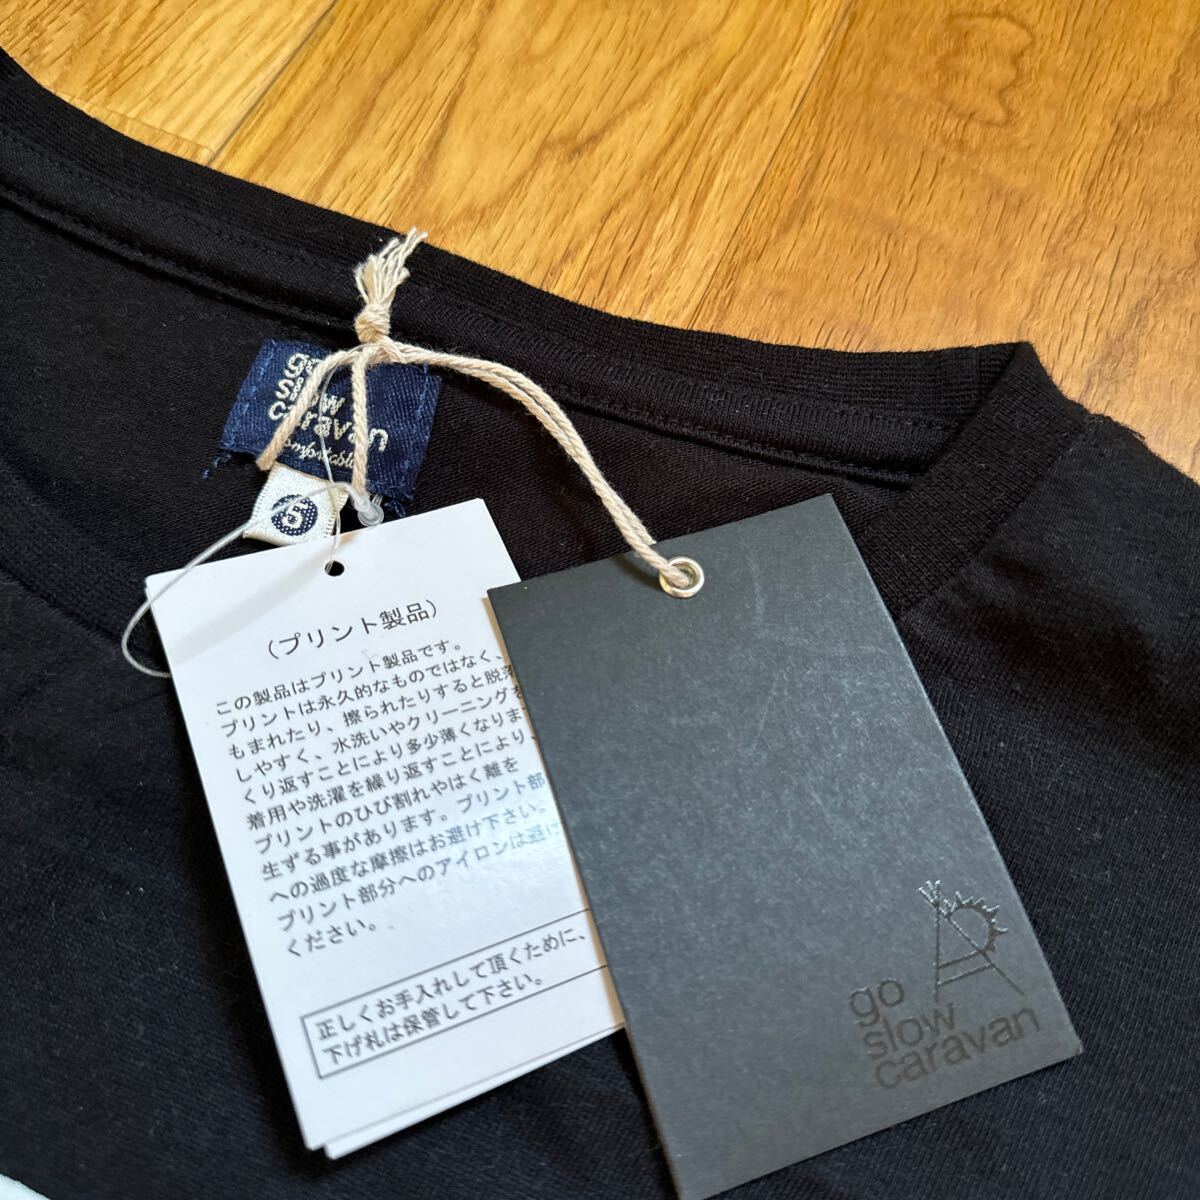 caravan
S
(プリント製品)
この製品はプリント製品です。
プリントは永久的なものではなく、
もまれたり、擦られたりすると脱落
しやすく、水洗いやクリーニングを
くり返すことにより多少薄くなりま
着用や洗濯を繰り返すことにより
プリントのひび割れやはく離を
生ずる事があります。プリント部
への過度な摩擦はお避け下さい。
プリント部分へのアイロンは避け
ください。
正しくお手入れして頂くために、
下げ札は保管して下さい。
go
slow
caravan